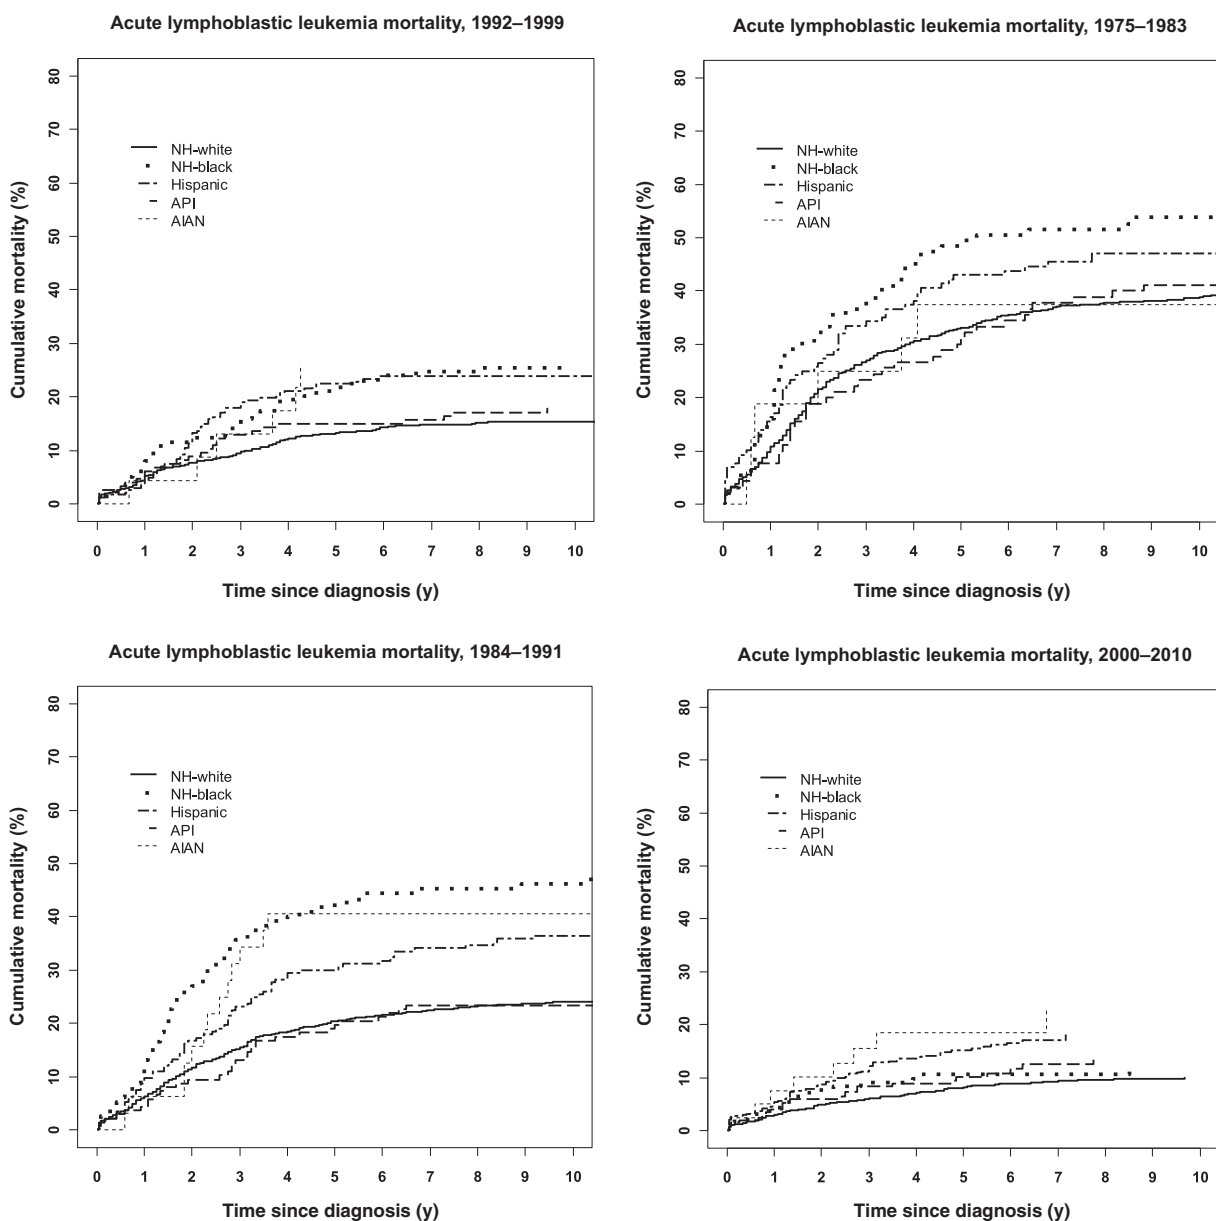 Acute lymphoblastic leukemia mortality, 1992–1999
80
70
60
50
40
30
20
10
0
Cumulative mortality (%)
NH-white
NH-black
Hispanic
API
AIAN
0 1 2 3 4 5 6 7 8 9 10
Time since diagnosis (y)
Acute lymphoblastic leukemia mortality, 1975–1983
80
70
60
50
40
30
20
10
0
Cumulative mortality (%)
NH-white
NH-black
Hispanic
API
AIAN
0 1 2 3 4 5 6 7 8 9 10
Time since diagnosis (y)
Acute lymphoblastic leukemia mortality, 1984–1991
80
70
60
50
40
30
20
10
0
Cumulative mortality (%)
NH-white
NH-black
Hispanic
API
AIAN
0 1 2 3 4 5 6 7 8 9 10
Time since diagnosis (y)
Acute lymphoblastic leukemia mortality, 2000–2010
80
70
60
50
40
30
20
10
0
Cumulative mortality (%)
NH-white
NH-black
Hispanic
API
AIAN
0 1 2 3 4 5 6 7 8 9 10
Time since diagnosis (y)